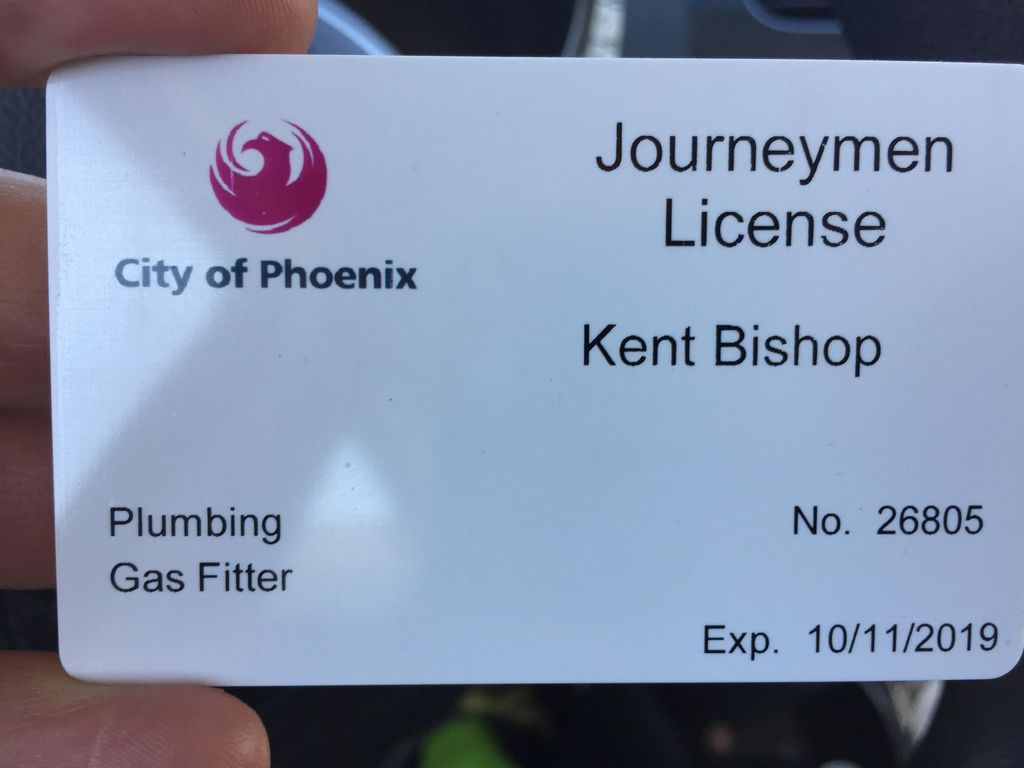 City of Phoenix
Journeymen
License
Kent Bishop
Plumbing
Gas Fitter
No. 26805
Exp. 10/11/2019